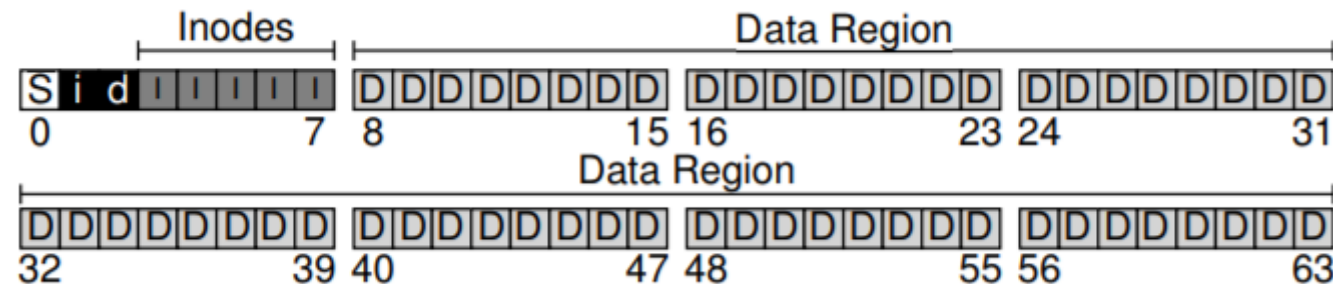 Inodes Data Region
S i d I I I I I D D D D D D D D D D D D D D D D D D D D D D D D
0 7 8 15 16 23 24 31
Data Region
D D D D D D D D D D D D D D D D D D D D D D D D D D D D D D D D
32 39 40 47 48 55 56 63